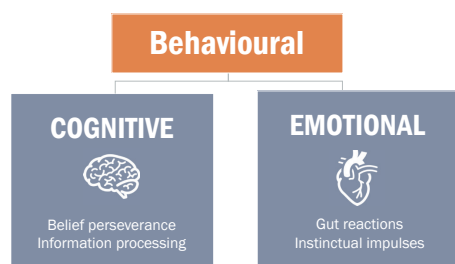 Behavioural
COGNITIVE
Belief perseverance
Information processing
EMOTIONAL
Gut reactions
Instinctual impulses